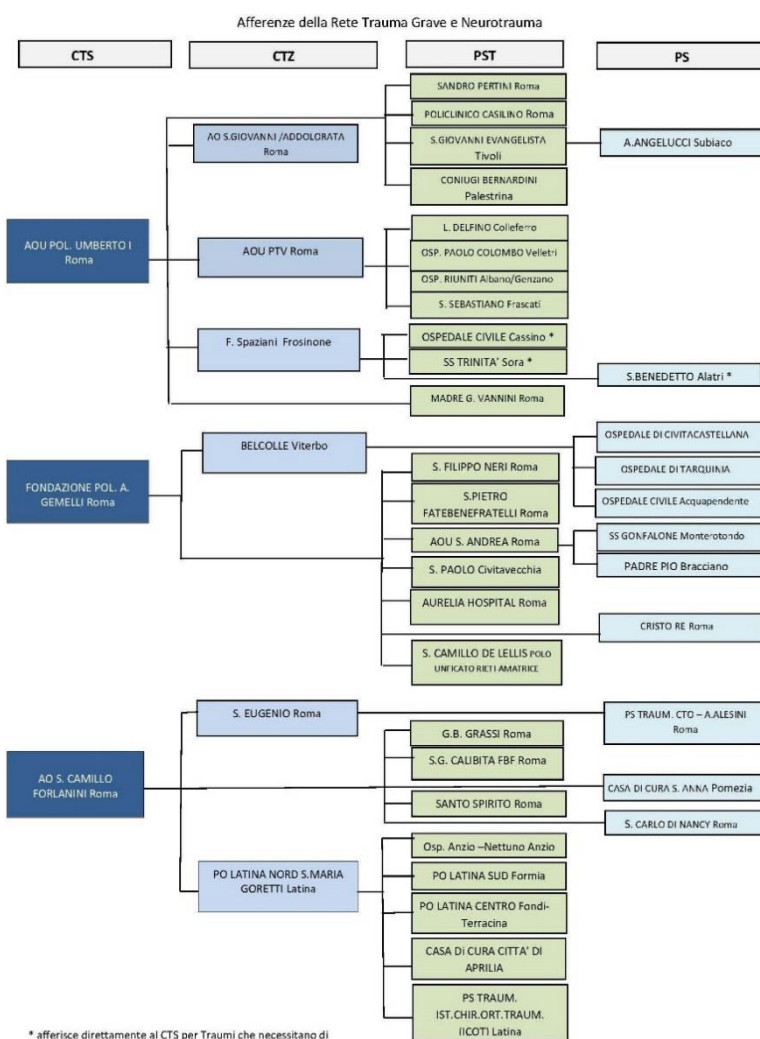 Afferenze della Rete Trauma Grave e Neurotrauma
CTS
CTZ
PST
PS
SANDRO PERTINI Roma
POLICLINICO CASILINO Roma
AO S.GIOVANNI /ADDOLORATA
Roma
S.GIOVANNI EVANGELISTA
Tivoli
A.ANGELUCCI Subiaco
CONIUGI BERNARDINI
Palestrina
AOU POL. UMBERTO I
Roma
AOU PTV Roma
L. DELFINO Colleferro
OSP. PAOLO COLOMBO Velletri
OSP. RIUNITI Albano/Genzano
S. SEBASTIANO Frascati
F. Spaziani Frosinone
OSPEDALE CIVILE Cassino *
SS TRINITA' Sora *
S.BENEDETTO Alatri *
MADRE G. VANNINI Roma
FONDAZIONE POL. A.
GEMELLI Roma
BELCOLLE Viterbo
OSPEDALE DI CIVITACASTELLANA
OSPEDALE DI TARQUINIA
OSPEDALE CIVILE Acquapendente
S. FILIPPO NERI Roma
S.PIETRO
FATEBENEFRATELLI Roma
AOU S. ANDREA Roma
SS GONFALONE Monterotondo
PADRE PIO Bracciano
S. PAOLO Civitavecchia
AURELIA HOSPITAL Roma
CRISTO RE Roma
S. CAMILLO DE LELLIS POLO
UNIFICATO RIETI AMATRICE
AO S. CAMILLO
FORLANINI Roma
S. EUGENIO Roma
PS TRAUM. CTO – A.ALESINI
Roma
G.B. GRASSI Roma
S.G. CALIBITA FBF Roma
CASA DI CURA S. ANNA Pomezia
SANTO SPIRITO Roma
S. CARLO DI NANCY Roma
PO LATINA NORD S.MARIA
GORETTI Latina
Osp. Anzio –Nettuno Anzio
PO LATINA SUD Formia
PO LATINA CENTRO Fondi-
Terracina
CASA Di CURA CITTA' DI
APRILIA
PS TRAUM.
IST.CHIR.ORT.TRAUM.
(ICOT) Latina
* afferisce direttamente al CTS per Traumi che necessitano di